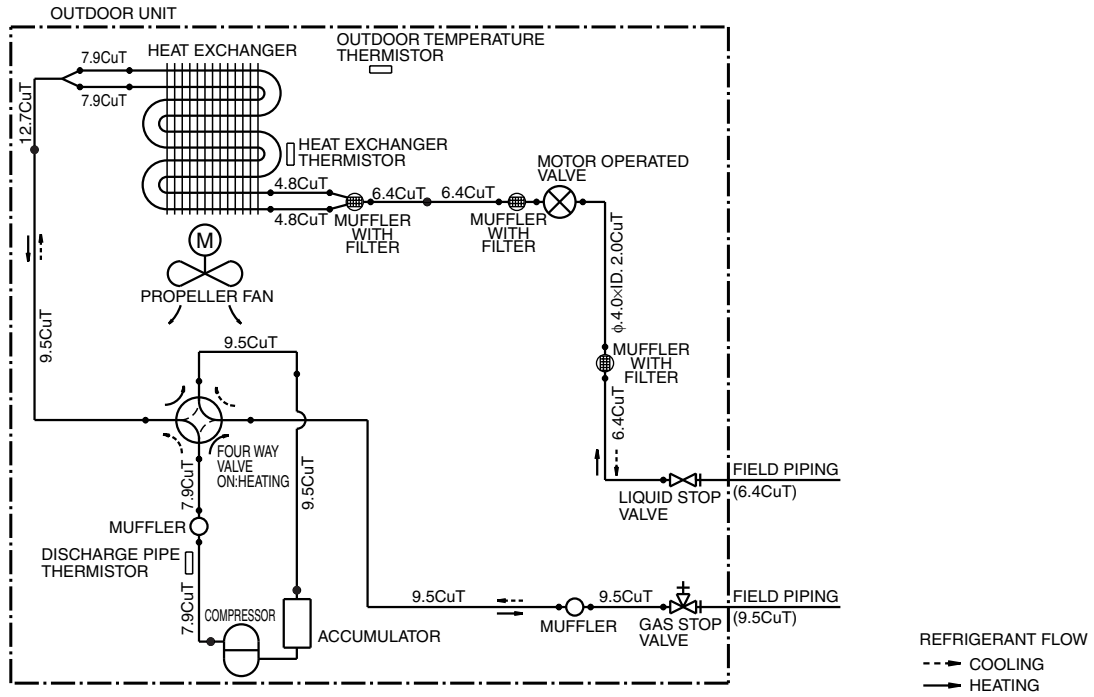 OUTDOOR UNIT
OUTDOOR TEMPERATURE
THERMISTOR
HEAT EXCHANGER
7.9CuT
7.9CuT
12.7CuT
HEAT EXCHANGER
THERMISTOR
MOTOR OPERATED
VALVE
4.8CuT
4.8CuT
6.4CuT
6.4CuT
MUFFLER
WITH
FILTER
MUFFLER
WITH
FILTER
M
PROPELLER FAN
ϕ.4.0×ID. 2.0CuT
9.5CuT
9.5CuT
MUFFLER
WITH
FILTER
6.4CuT
FOUR WAY
VALVE
ON:HEATING
7.9CuT
9.5CuT
FIELD PIPING
(6.4CuT)
LIQUID STOP
VALVE
MUFFLER
DISCHARGE PIPE
THERMISTOR
7.9CuT
COMPRESSOR
ACCUMULATOR
9.5CuT
9.5CuT
MUFFLER
GAS STOP
VALVE
FIELD PIPING
(9.5CuT)
REFRIGERANT FLOW
COOLING
HEATING